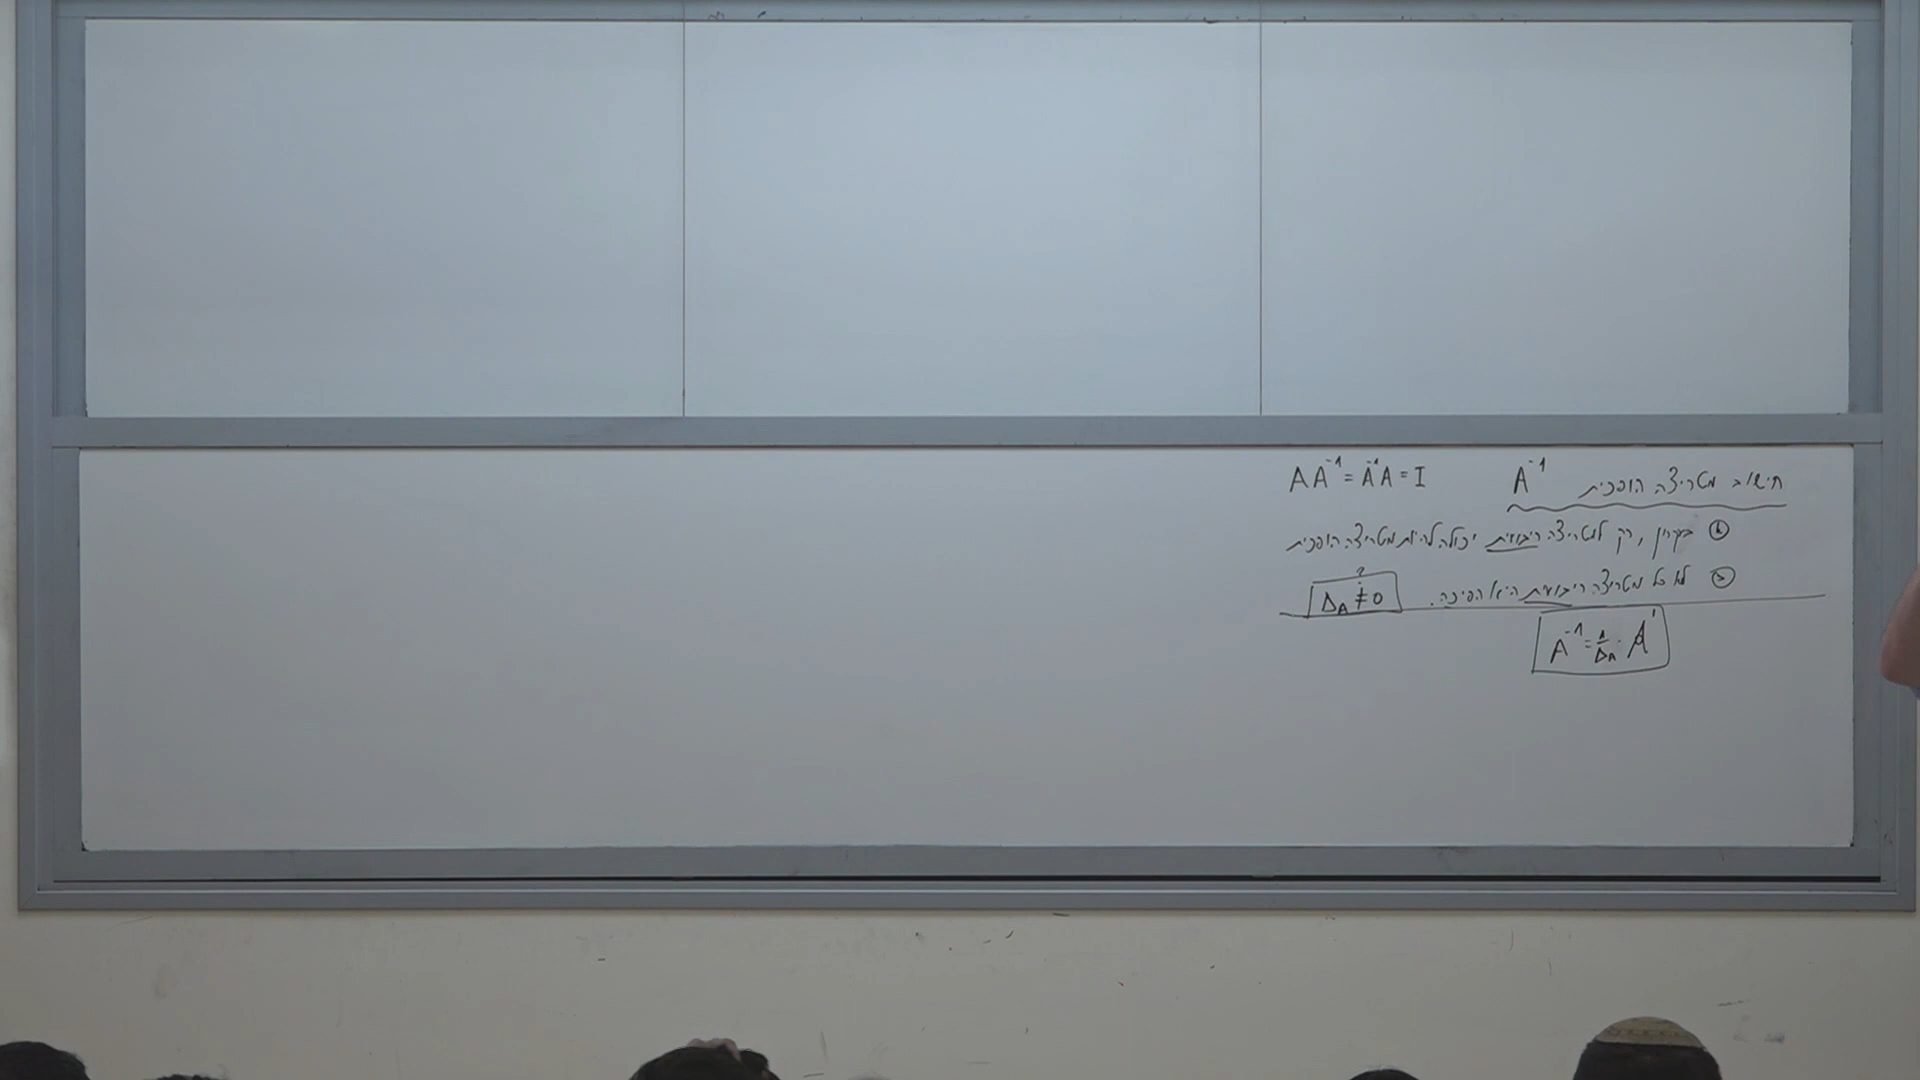 חישוב מטריצה הופכית A⁻¹ AA⁻¹ = A⁻¹A = I
① בעקרון, רק למטריצה ריבועית יכולה להיות מטריצה הופכית
② לא כל מטריצה ריבועית היא הפיכה. Δ_A ≠ 0
A⁻¹ = 1/Δ_A · A'